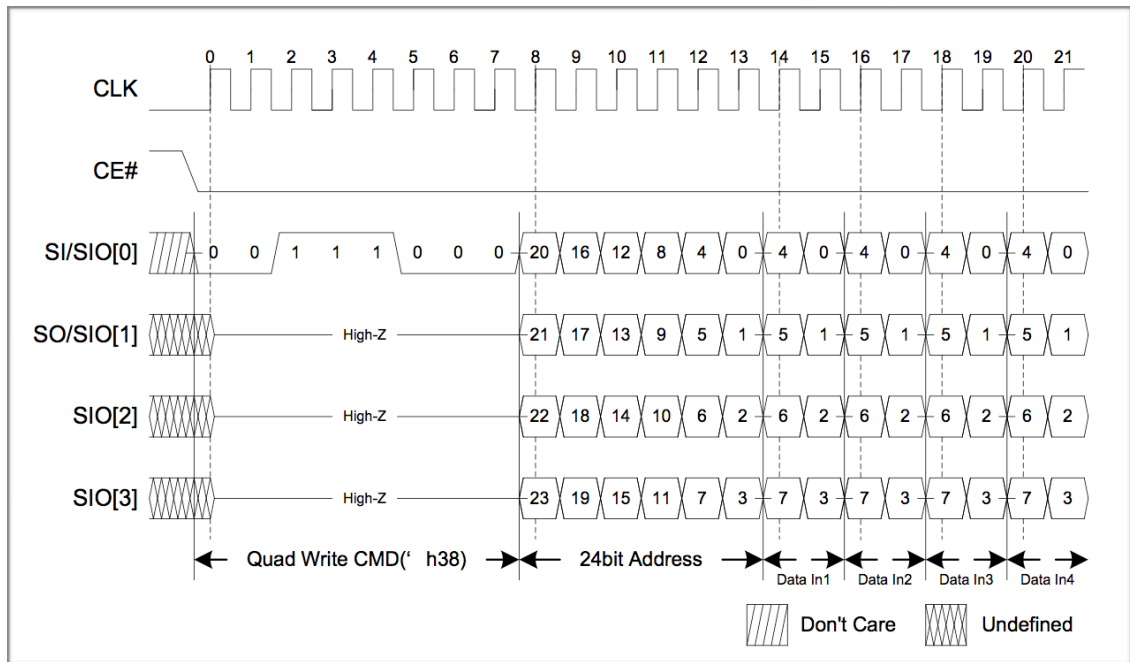 0 1 2 3 4 5 6 7 8 9 10 11 12 13 14 15 16 17 18 19 20 21
CLK
CE#
SI/SIO[0] 0 0 1 1 1 0 0 0 20 16 12 8 4 0 4 0 4 0 4 0 4 0
SO/SIO[1] High-Z 21 17 13 9 5 1 5 1 5 1 5 1 5 1
SIO[2] High-Z 22 18 14 10 6 2 6 2 6 2 6 2 6 2
SIO[3] High-Z 23 19 15 11 7 3 7 3 7 3 7 3 7 3
Quad Write CMD(‘ h38) 24bit Address Data In1 Data In2 Data In3 Data In4
Don't Care Undefined